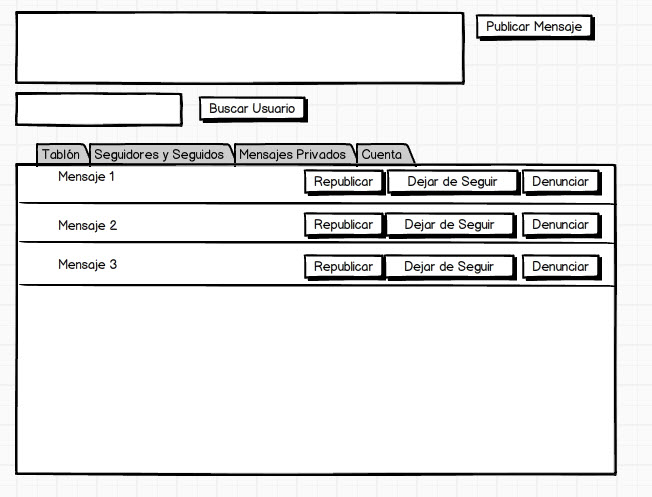 Publicar Mensaje
Buscar Usuario
Tablón Seguidores y Seguidos Mensajes Privados Cuenta
Mensaje 1 Republicar Dejar de Seguir Denunciar
Mensaje 2 Republicar Dejar de Seguir Denunciar
Mensaje 3 Republicar Dejar de Seguir Denunciar